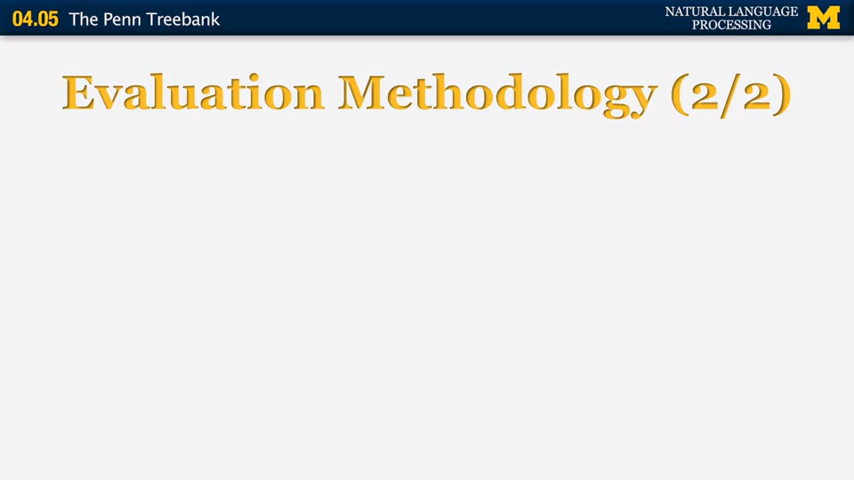 04.05 The Penn Treebank
NATURAL LANGUAGE
PROCESSING
M
Evaluation Methodology (2/2)